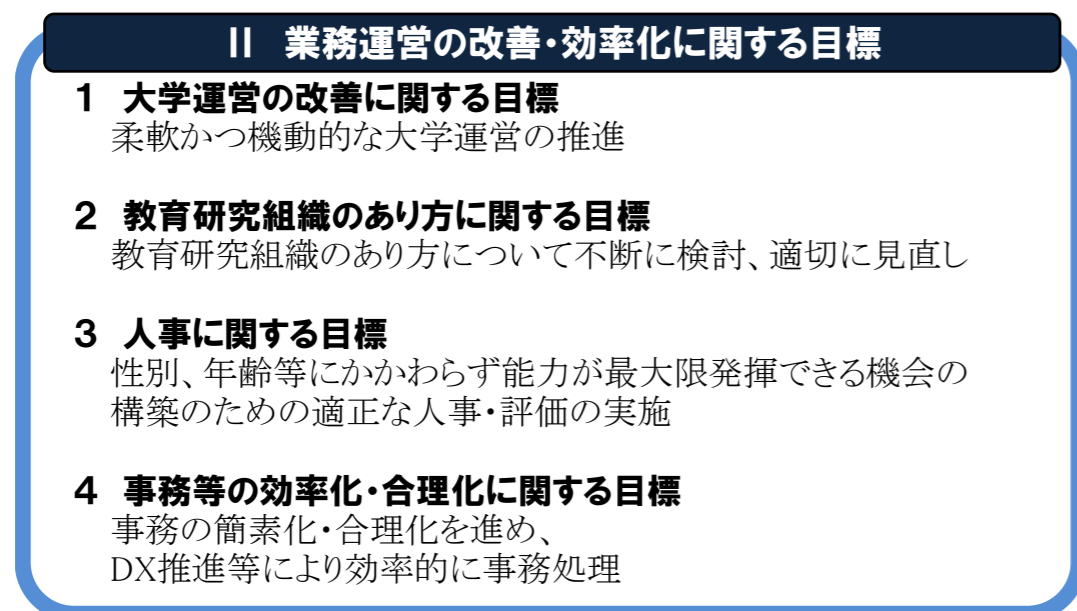 II 業務運営の改善・効率化に関する目標
1 大学運営の改善に関する目標
柔軟かつ機動的な大学運営の推進
2 教育研究組織のあり方に関する目標
教育研究組織のあり方について不断に検討、適切に見直し
3 人事に関する目標
性別、年齢等にかかわらず能力が最大限発揮できる機会の
構築のための適正な人事・評価の実施
4 事務等の効率化・合理化に関する目標
事務の簡素化・合理化を進め、
DX推進等により効率的に事務処理